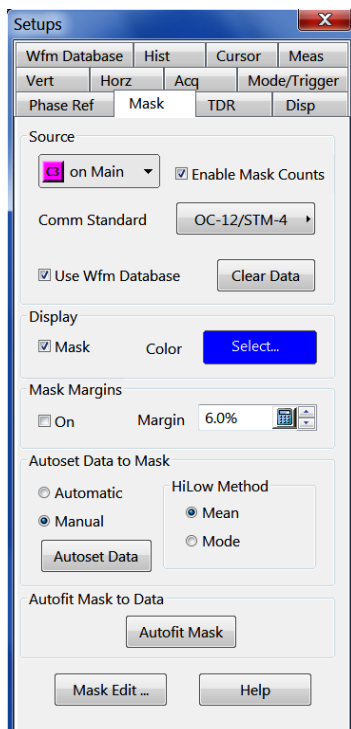 Setups
Wfm Database Hist Cursor Meas
Vert Horz Acq Mode/Trigger
Phase Ref Mask TDR Disp
Source
C3 on Main Enable Mask Counts
Comm Standard OC-12/STM-4
Use Wfm Database Clear Data
Display
Mask Color Select...
Mask Margins
On Margin 6.0%
Autoset Data to Mask
Automatic HiLow Method
Manual Mean
Mode
Autoset Data
Autofit Mask to Data
Autofit Mask
Mask Edit ... Help